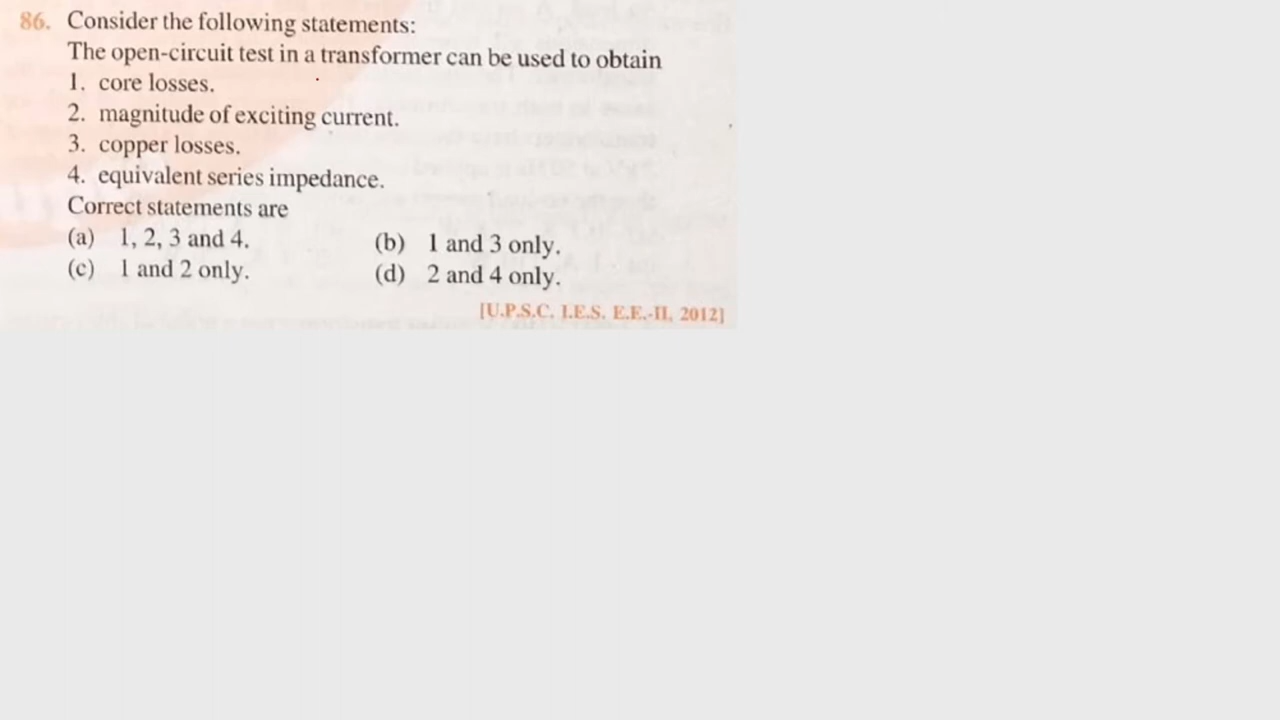 86. Consider the following statements:
The open-circuit test in a transformer can be used to obtain
1. core losses.
2. magnitude of exciting current.
3. copper losses.
4. equivalent series impedance.
Correct statements are
(a) 1, 2, 3 and 4. (b) 1 and 3 only.
(c) 1 and 2 only. (d) 2 and 4 only.
[U.P.S.C. I.E.S. E.E.-II, 2012]